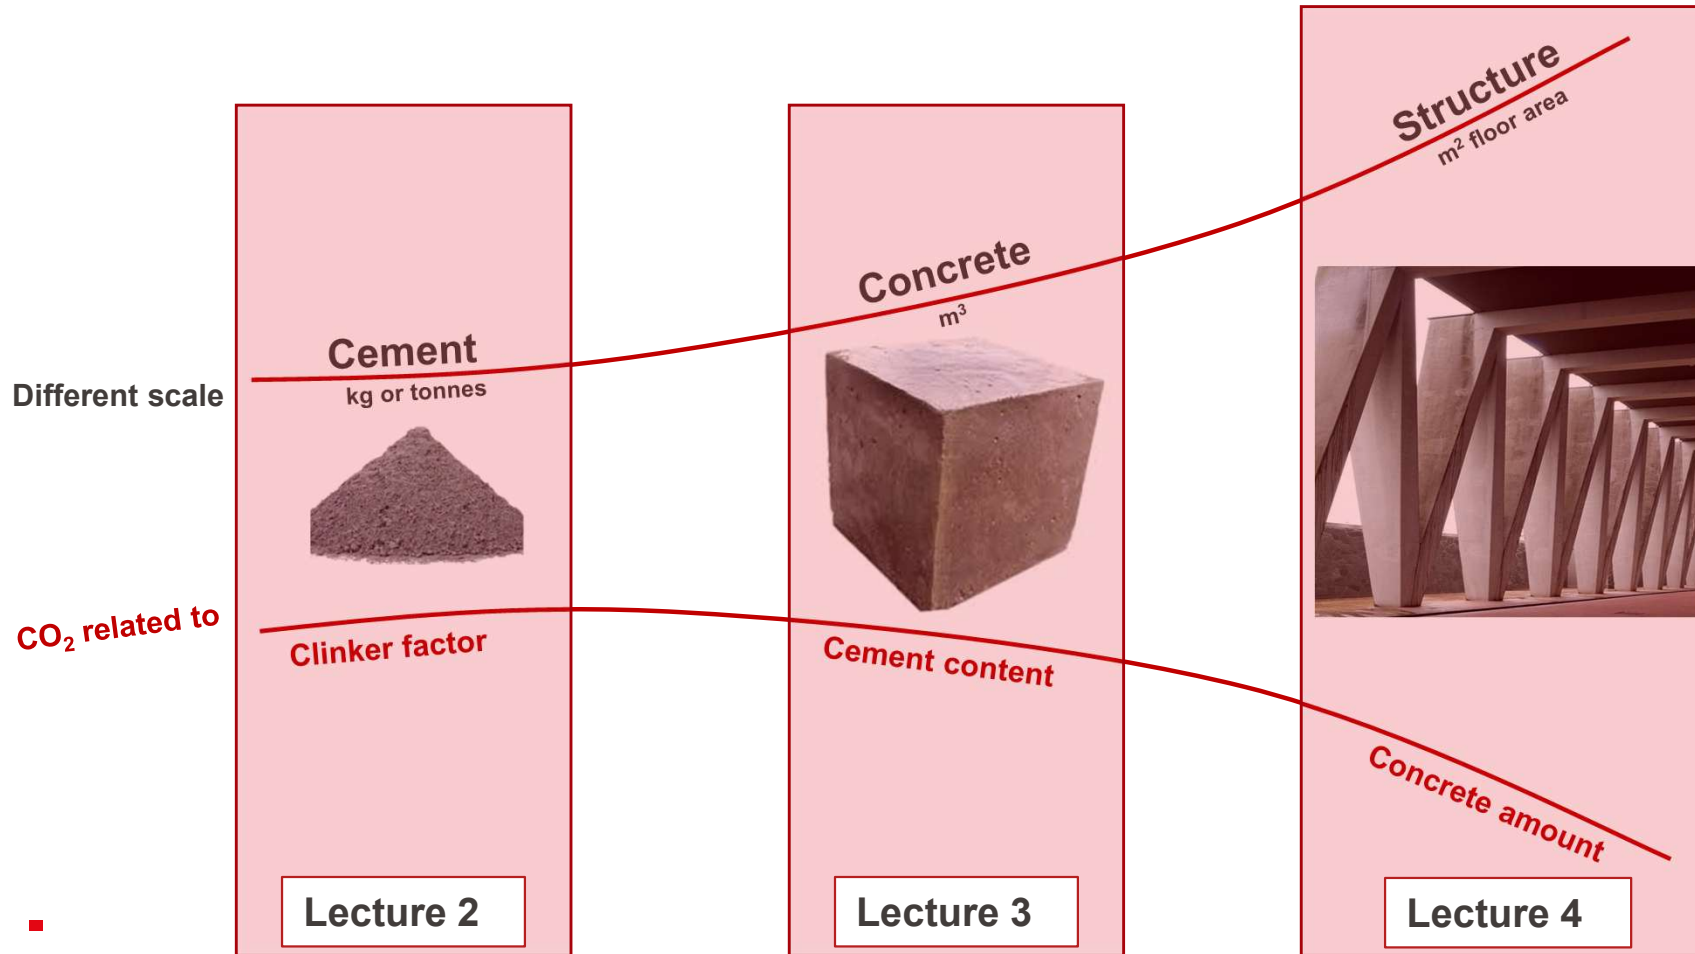 Structure
m² floor area
Concrete
m³
Cement
kg or tonnes
Different scale
CO₂ related to
Clinker factor
Cement content
Concrete amount
Lecture 2
Lecture 3
Lecture 4